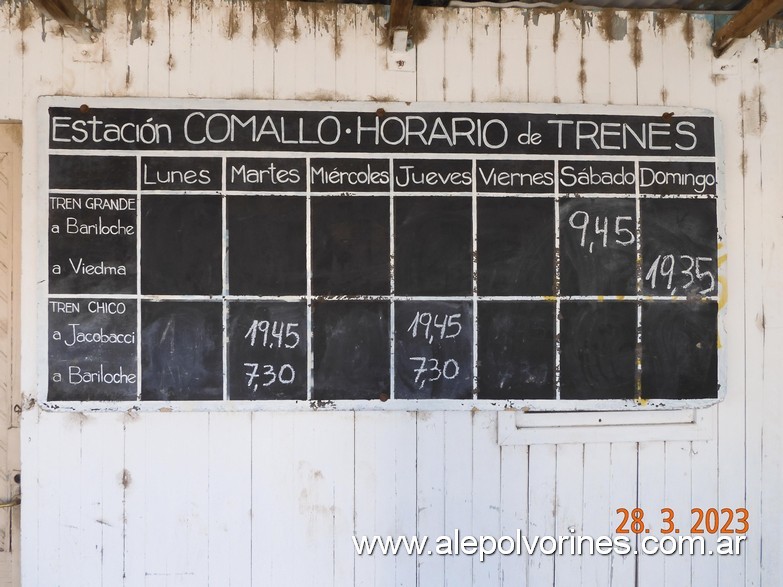 Estación COMALLO·HORARIO de TRENES
Lunes Martes Miércoles Jueves Viernes Sábado Domingo
TREN GRANDE
a Bariloche 9,45
a Viedma 19,35
TREN CHICO
a Jacobacci 19,45 19,45
a Bariloche 7,30 7,30
28. 3. 2023
www.alepolvorines.com.ar